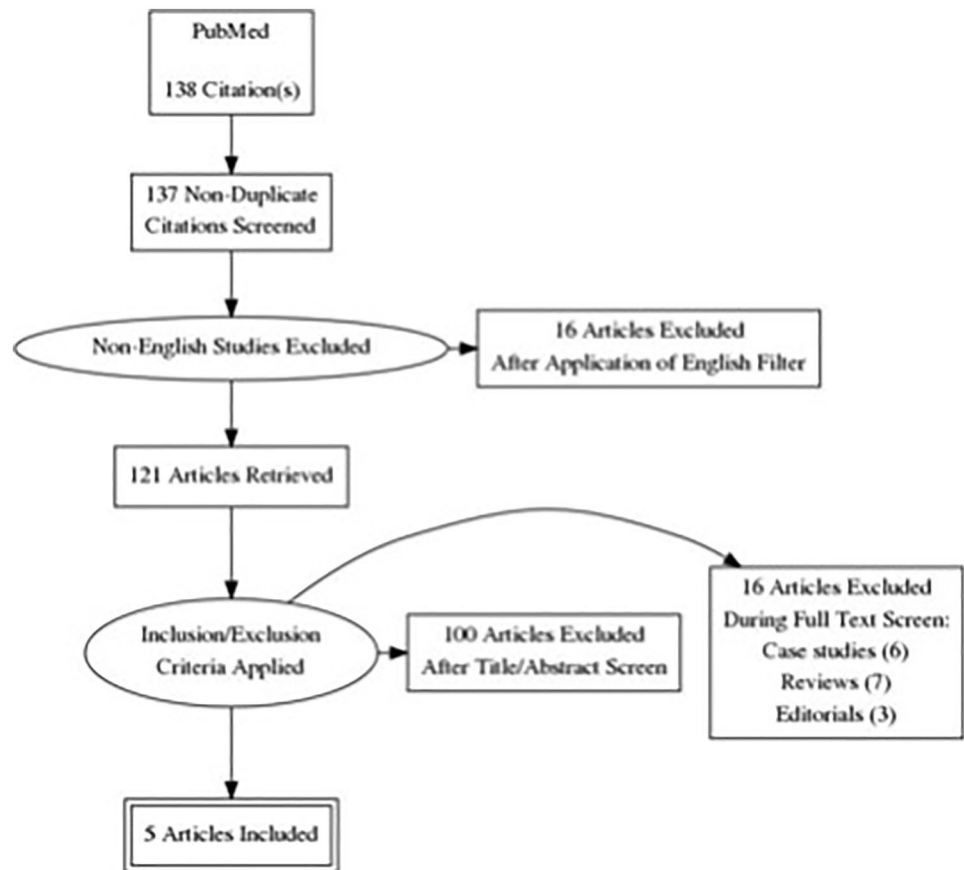 PubMed
138 Citation(s)
137 Non-Duplicate
Citations Screened
Non-English Studies Excluded
16 Articles Excluded
After Application of English Filter
121 Articles Retrieved
Inclusion/Exclusion
Criteria Applied
100 Articles Excluded
After Title/Abstract Screen
16 Articles Excluded
During Full Text Screen:
Case studies (6)
Reviews (7)
Editorials (3)
5 Articles Included